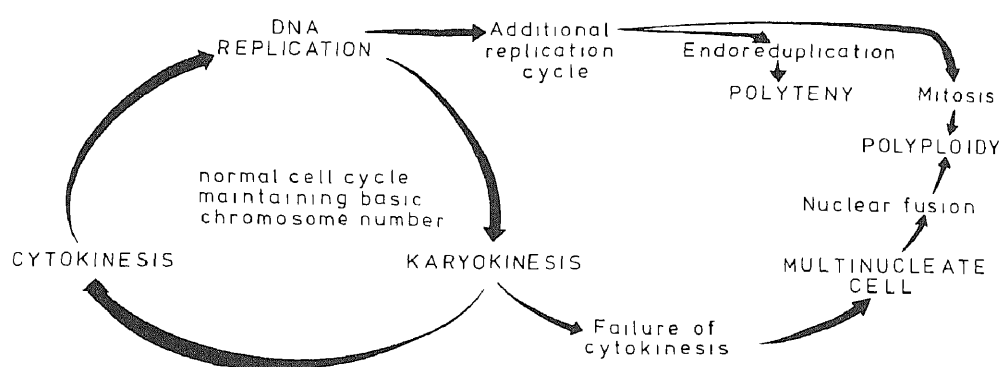 DNA
REPLICATION
Additional
replication
cycle
Endoreduplication
POLYTENY
Mitosis
POLYPLOIDY
normal cell cycle
maintaining basic
chromosome number
Nuclear fusion
CYTOKINESIS
KARYOKINESIS
MULTINUCLEATE
CELL
Failure of
cytokinesis